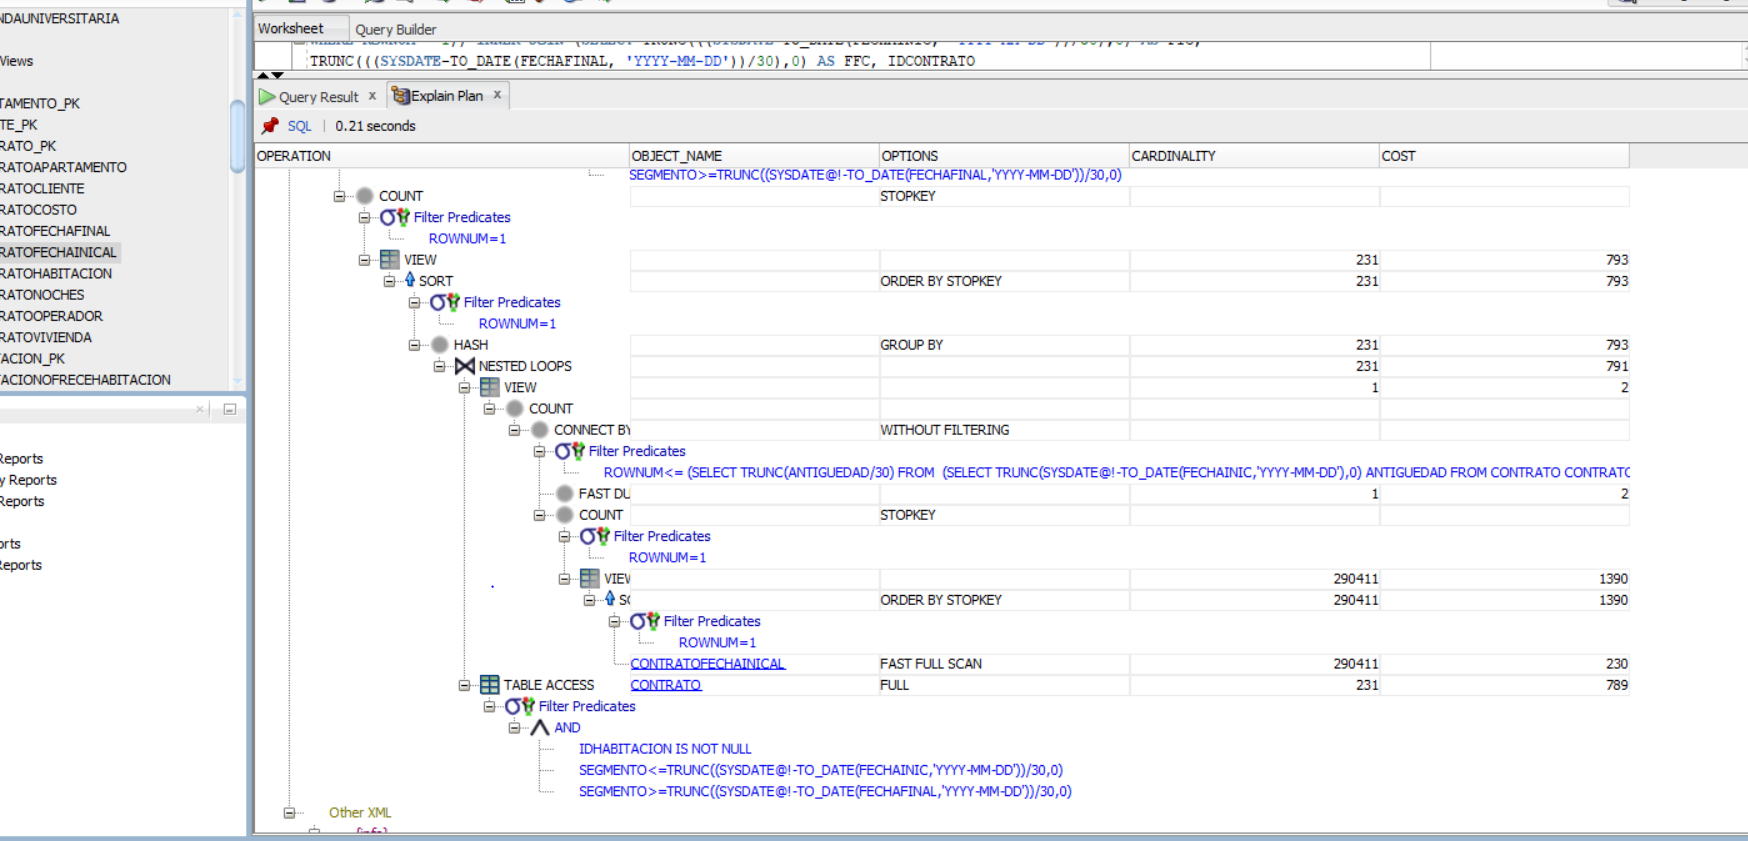 NDAUNIVERSITARIA
Views
TAMENTO_PK
TE_PK
RATO_PK
RATOAPARTAMENTO
RATOCLIENTE
RATOCOSTO
RATOFECHAFINAL
RATOFECHAINICAL
RATOHABITACION
RATONOCHES
RATOOPERADOR
RATOVIVIENDA
TACION_PK
TACIONOFRECEHABITACION
Reports
y Reports
Reports
orts
Reports
Worksheet Query Builder
TRUNC(((SYSDATE-TO_DATE(FECHAFINAL, 'YYYY-MM-DD'))/30),0) AS FFC, IDCONTRATO
Query Result x Explain Plan x
SQL | 0.21 seconds
OPERATION OBJECT_NAME OPTIONS CARDINALITY COST
SEGMENTO>=TRUNC((SYSDATE@!-TO_DATE(FECHAFINAL,'YYYY-MM-DD'))/30,0)
COUNT STOPKEY
Filter Predicates
ROWNUM=1
VIEW 231 793
SORT ORDER BY STOPKEY 231 793
Filter Predicates
ROWNUM=1
HASH GROUP BY 231 793
NESTED LOOPS 231 791
VIEW 1 2
COUNT
CONNECT BY WITHOUT FILTERING
Filter Predicates
ROWNUM<= (SELECT TRUNC(ANTIGUEDAD/30) FROM (SELECT TRUNC(SYSDATE@!-TO_DATE(FECHAINIC,'YYYY-MM-DD'),0) ANTIGUEDAD FROM CONTRATO CONTRATO
FAST DU 1 2
COUNT STOPKEY
Filter Predicates
ROWNUM=1
VIEW 290411 1390
SO ORDER BY STOPKEY 290411 1390
Filter Predicates
ROWNUM=1
CONTRATOFECHAINICAL FAST FULL SCAN 290411 230
TABLE ACCESS CONTRATO FULL 231 789
Filter Predicates
AND
IDHABITACION IS NOT NULL
SEGMENTO<=TRUNC((SYSDATE@!-TO_DATE(FECHAINIC,'YYYY-MM-DD'))/30,0)
SEGMENTO>=TRUNC((SYSDATE@!-TO_DATE(FECHAFINAL,'YYYY-MM-DD'))/30,0)
Other XML